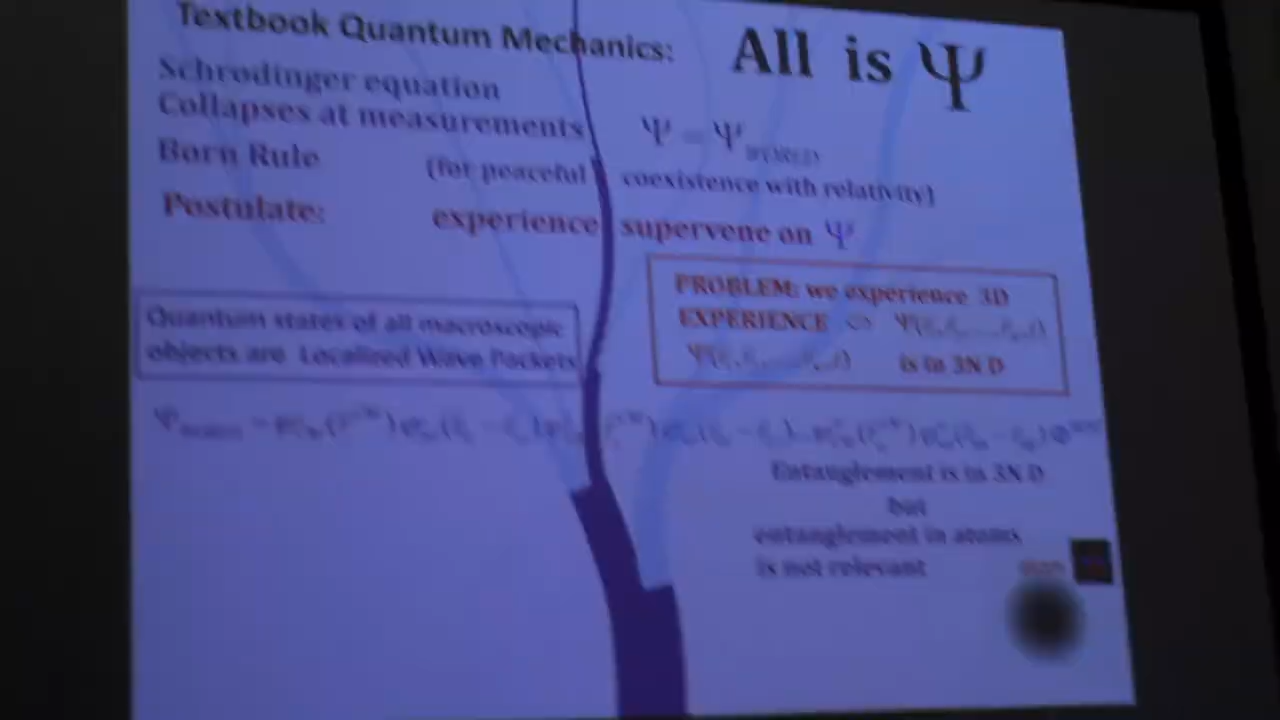 Textbook Quantum Mechanics:
All is Ψ
Schrodinger equation
Collapses at measurements
Ψ = Ψ WORLD
Born Rule
(for peaceful coexistence with relativity)
Postulate: experience supervene on Ψ
PROBLEM: we experience 3D
EXPERIENCE ⇔
is in 3N D
Quantum states of all macroscopic
objects are Localized Wave Packets
Entanglement is in 3N D
but
entanglement in atoms
is not relevant